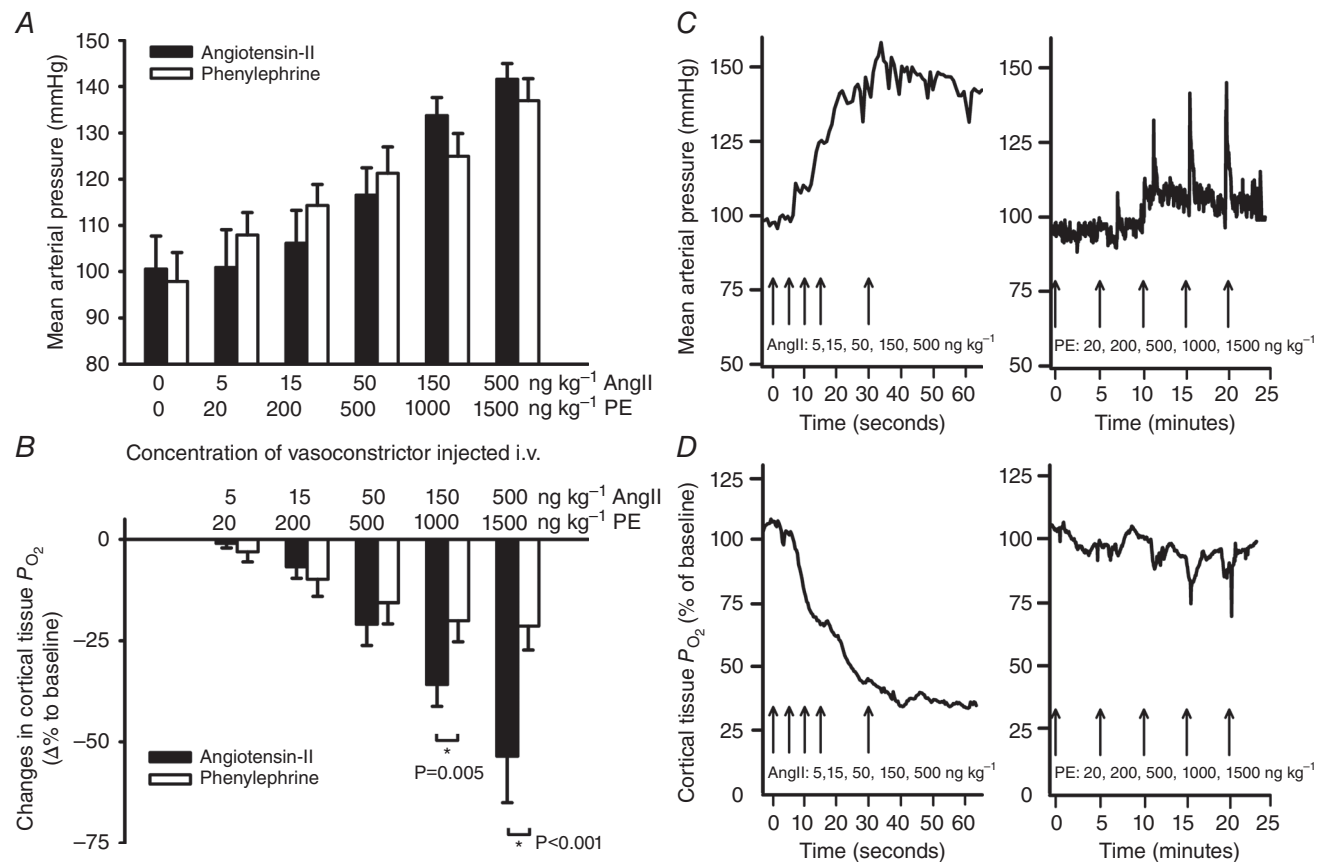 A
Mean arterial pressure (mmHg)
150
140
130
120
110
100
90
80
Angiotensin-II
Phenylephrine
0 5 15 50 150 500 ng kg⁻¹ AngII
0 20 200 500 1000 1500 ng kg⁻¹ PE
Concentration of vasoconstrictor injected i.v.
B
5 15 50 150 500 ng kg⁻¹ AngII
20 200 500 1000 1500 ng kg⁻¹ PE
Changes in cortical tissue P_O₂
(Δ% to baseline)
0
–25
–50
–75
Angiotensin-II
Phenylephrine
*
P=0.005
* P<0.001
C
Mean arterial pressure (mmHg)
150
125
100
75
50
AngII: 5,15, 50, 150, 500 ng kg⁻¹
0 10 20 30 40 50 60
Time (seconds)
150
125
100
75
50
PE: 20, 200, 500, 1000, 1500 ng kg⁻¹
0 5 10 15 20 25
Time (minutes)
D
Cortical tissue P_O₂ (% of baseline)
125
100
75
50
25
0
AngII: 5,15, 50, 150, 500 ng kg⁻¹
0 10 20 30 40 50 60
Time (seconds)
125
100
75
50
25
0
PE: 20, 200, 500, 1000, 1500 ng kg⁻¹
0 5 10 15 20 25
Time (minutes)